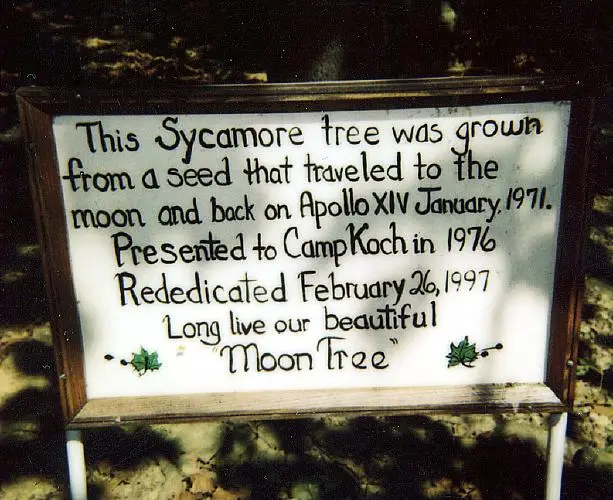 This Sycamore tree was grown
from a seed that traveled to the
moon and back on Apollo XIV January, 1971.
Presented to Camp Koch in 1976
Rededicated February 26, 1997
Long live our beautiful
"Moon Tree"